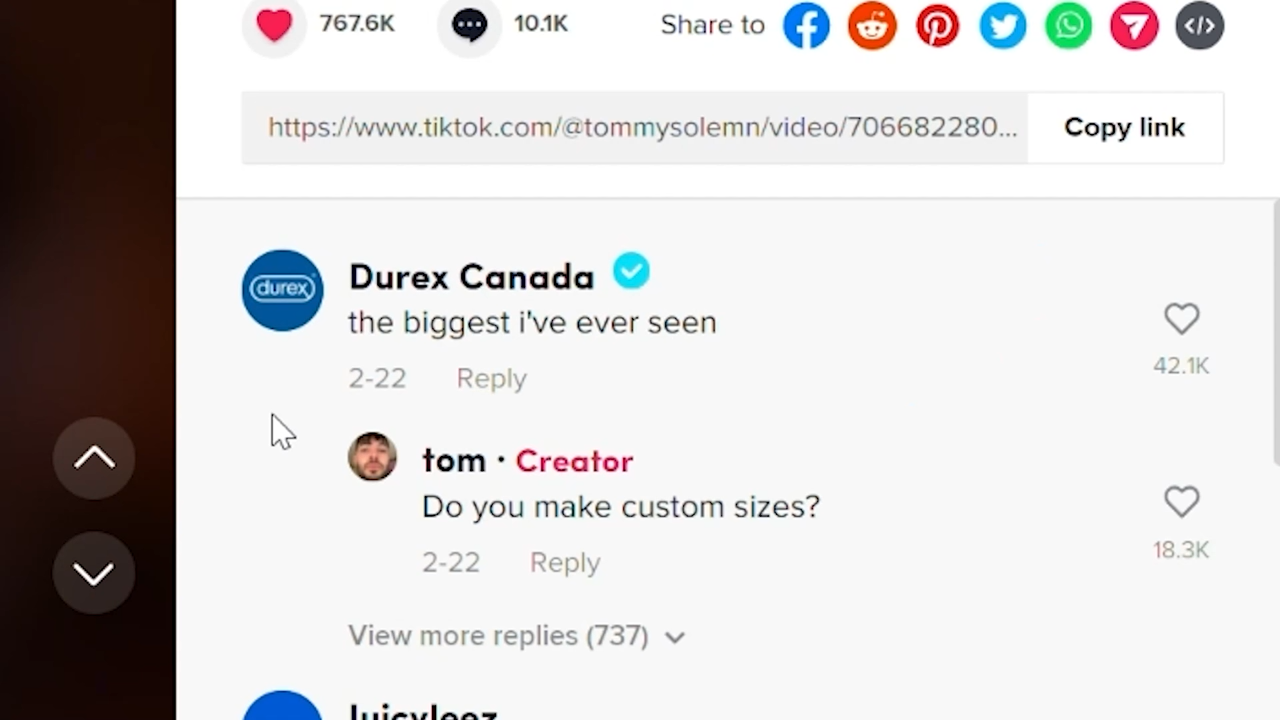 767.6K 10.1K Share to
https://www.tiktok.com/@tommysolemn/video/706682280... Copy link
durex Durex Canada
the biggest i've ever seen
42.1K
2-22 Reply
tom · Creator
Do you make custom sizes?
18.3K
2-22 Reply
View more replies (737)